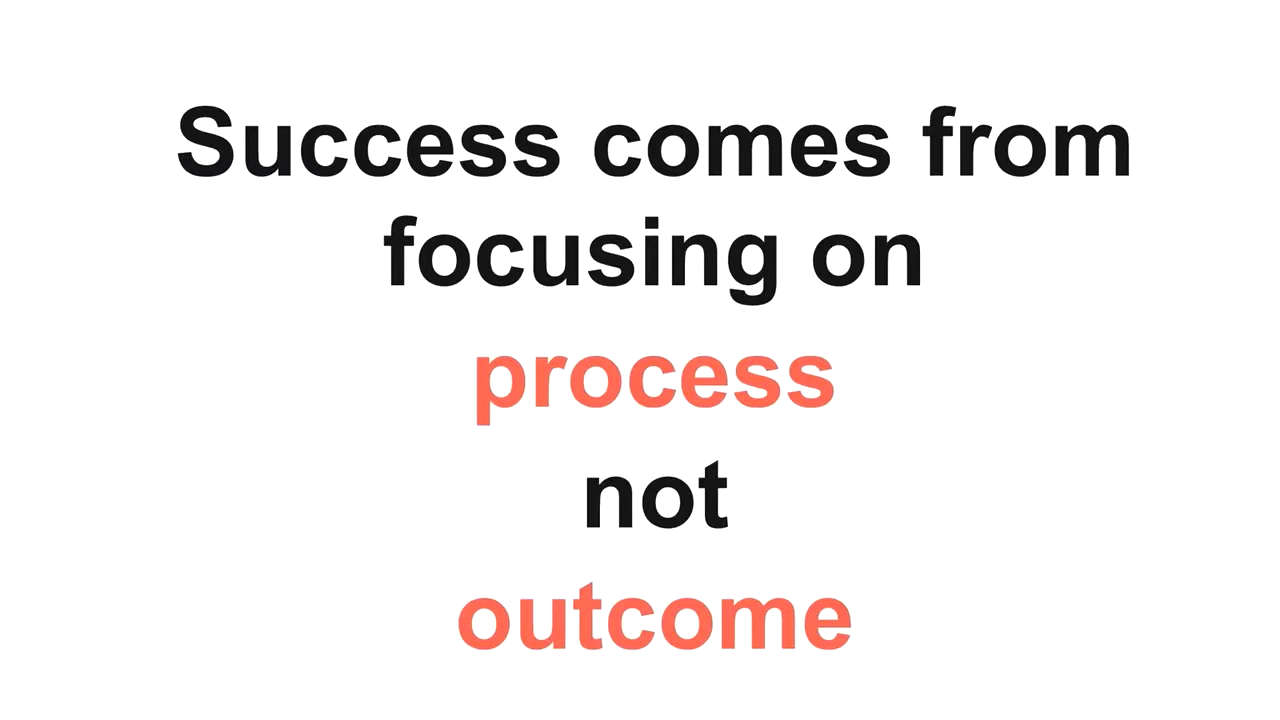 Success comes from
focusing on
process
not
outcome